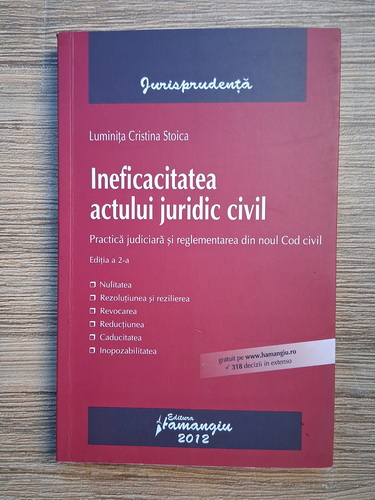 Jurisprudență
Luminița Cristina Stoica
Ineficacitatea
actului juridic civil
Practică judiciară și reglementarea din noul Cod civil
Ediția a 2-a
❒ Nulitatea
❒ Rezoluțiunea și rezilierea
❒ Revocarea
❒ Reducțiunea
❒ Caducitatea
❒ Inopozabilitatea
gratuit pe www.hamangiu.ro
✓ 318 decizii in extenso
Editura
Hamangiu
2012